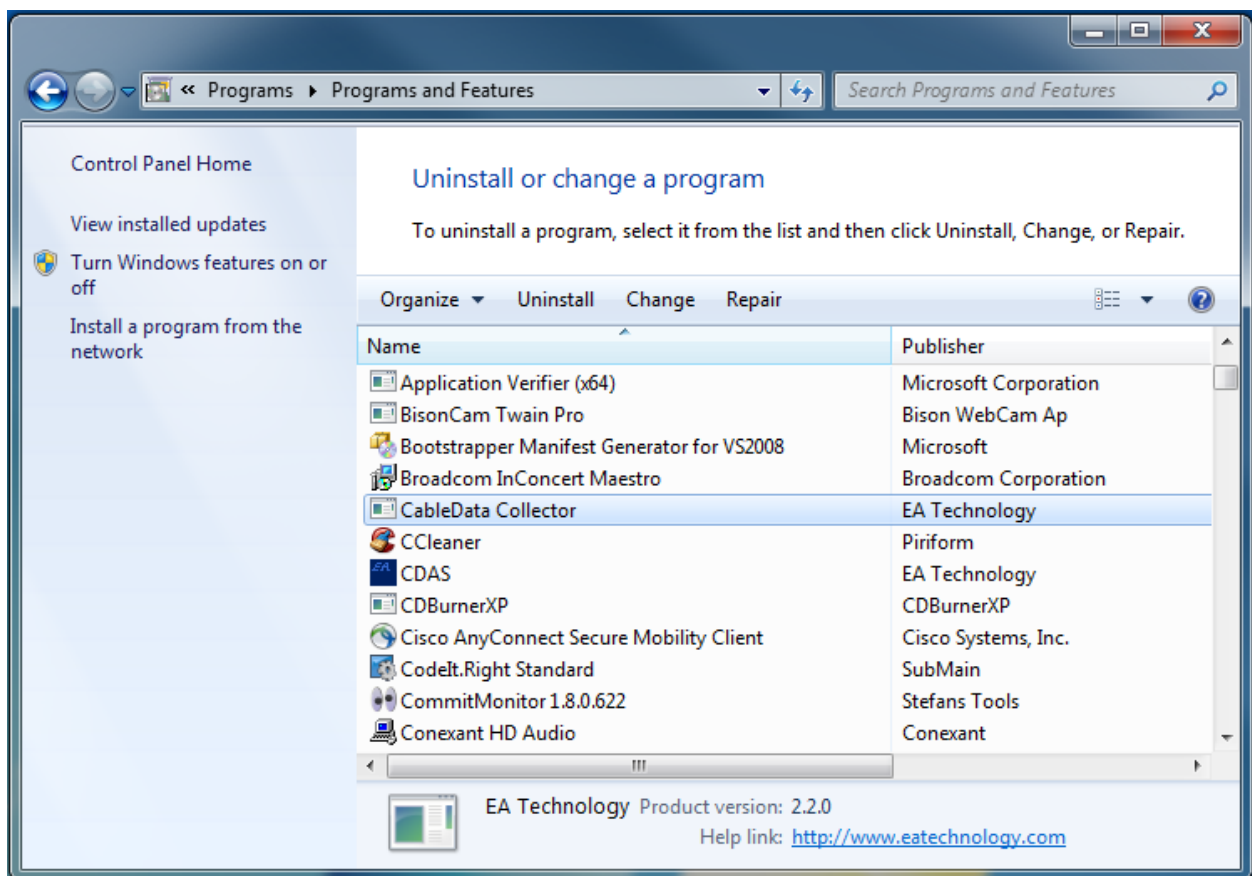 « Programs ▸ Programs and Features
Search Programs and Features
Control Panel Home
View installed updates
Turn Windows features on or
off
Install a program from the
network
Uninstall or change a program
To uninstall a program, select it from the list and then click Uninstall, Change, or Repair.
Organize Uninstall Change Repair
Name Publisher
Application Verifier (x64) Microsoft Corporation
BisonCam Twain Pro Bison WebCam Ap
Bootstrapper Manifest Generator for VS2008 Microsoft
Broadcom InConcert Maestro Broadcom Corporation
CableData Collector EA Technology
CCleaner Piriform
EA CDAS EA Technology
CDBurnerXP CDBurnerXP
Cisco AnyConnect Secure Mobility Client Cisco Systems, Inc.
CodeIt.Right Standard SubMain
CommitMonitor 1.8.0.622 Stefans Tools
Conexant HD Audio Conexant
EA Technology Product version: 2.2.0
Help link: http://www.eatechnology.com